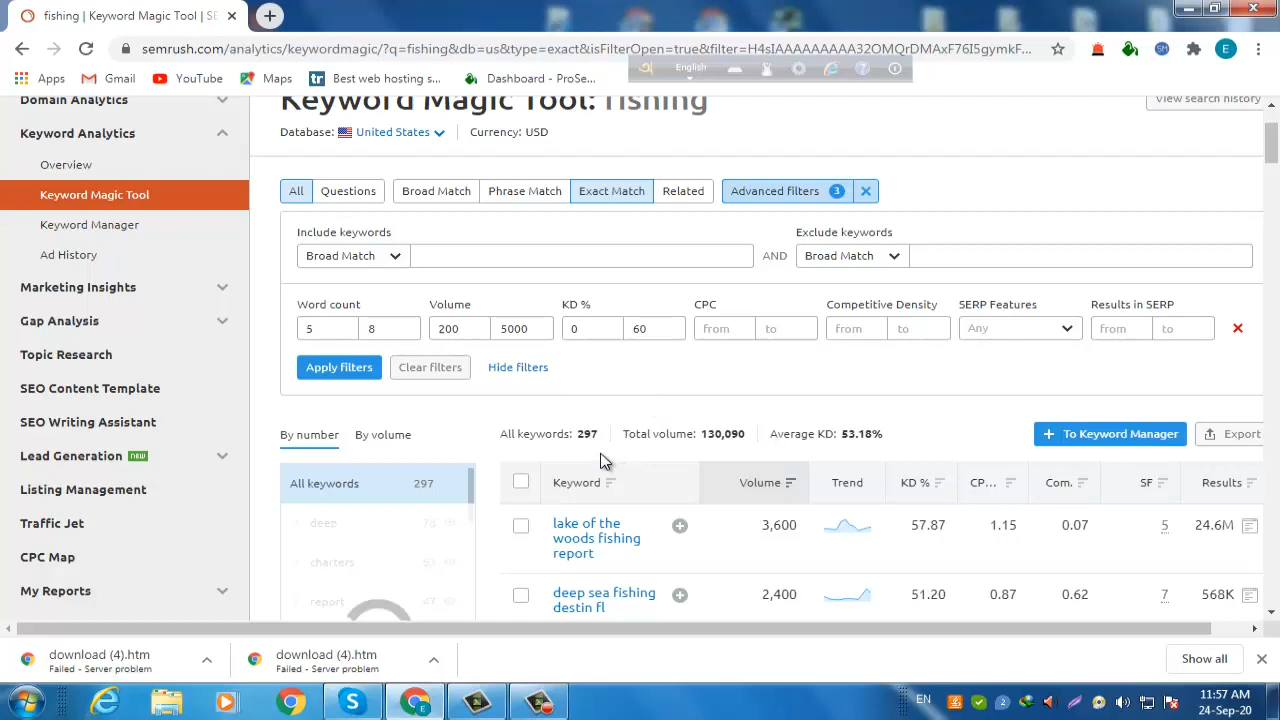 fishing | Keyword Magic Tool | SE
semrush.com/analytics/keywordmagic/?q=fishing&db=us&type=exact&isFilterOpen=true&filter=H4sIAAAAAAAAA32OMQrDMAxF76I5gymkF...
Apps Gmail YouTube Maps Best web hosting s... Dashboard - ProSe...
English
Domain Analytics
Keyword Analytics
Overview
Keyword Magic Tool
Keyword Manager
Ad History
Marketing Insights
Gap Analysis
Topic Research
SEO Content Template
SEO Writing Assistant
Lead Generation NEW
Listing Management
Traffic Jet
CPC Map
My Reports
Keyword Magic Tool: fishing
View search history
Database: United States Currency: USD
All Questions Broad Match Phrase Match Exact Match Related Advanced filters 3
Include keywords Exclude keywords
Broad Match AND Broad Match
Word count Volume KD % CPC Competitive Density SERP Features Results in SERP
5 8 200 5000 0 60 from to from to Any from to
Apply filters Clear filters Hide filters
By number By volume
All keywords: 297 Total volume: 130,090 Average KD: 53.18% To Keyword Manager Export
All keywords 297
deep 78
charters
report
Keyword Volume Trend KD % CP... Com. SF Results
lake of the
woods fishing
report
3,600 57.87 1.15 0.07 5 24.6M
deep sea fishing
destin fl
2,400 51.20 0.87 0.62 7 568K
download (4).htm
Failed - Server problem
download (4).htm
Failed - Server problem
Show all
EN
11:57 AM
24-Sep-20